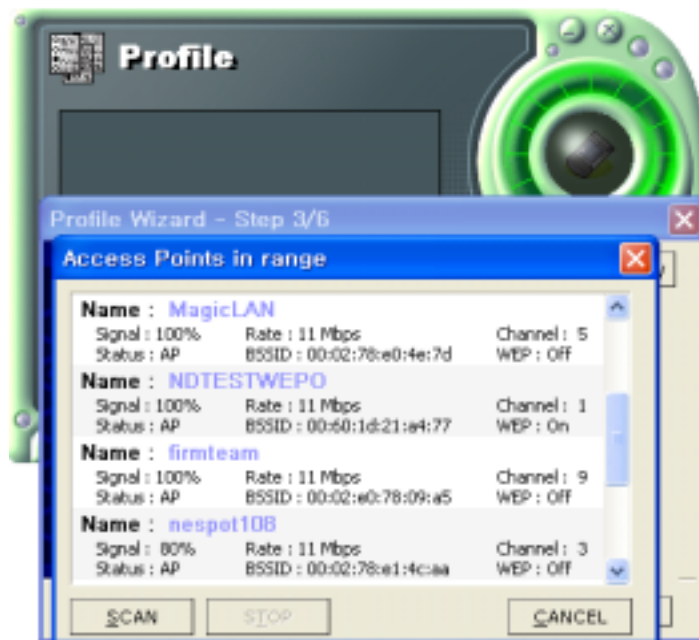 Profile
Profile Wizard - Step 3/6
Access Points in range
Name : MagicLAN
Signal : 100% Rate : 11 Mbps Channel : 5
Status : AP BSSID : 00:02:78:e0:4e:7d WEP : Off
Name : NDTESTWEPO
Signal : 100% Rate : 11 Mbps Channel : 1
Status : AP BSSID : 00:60:1d:21:a4:77 WEP : On
Name : firmteam
Signal : 100% Rate : 11 Mbps Channel : 9
Status : AP BSSID : 00:02:e0:78:09:a5 WEP : Off
Name : nespot108
Signal : 80% Rate : 11 Mbps Channel : 3
Status : AP BSSID : 00:02:78:e1:4c:aa WEP : Off
SCAN STOP CANCEL